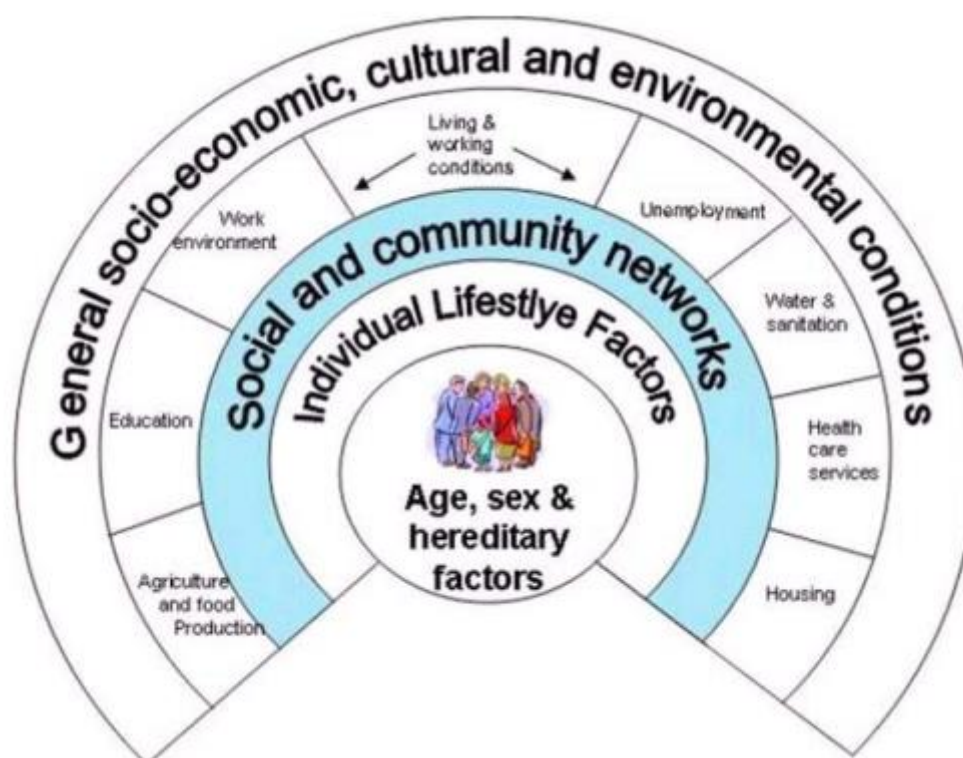 General socio-economic, cultural and environmental conditions
Living &
working
conditions
Work
environment
Unemployment
Social and community networks
Water &
sanitation
Individual Lifestlye Factors
Education
Health
care
services
Age, sex &
hereditary
factors
Agriculture
and food
Production
Housing